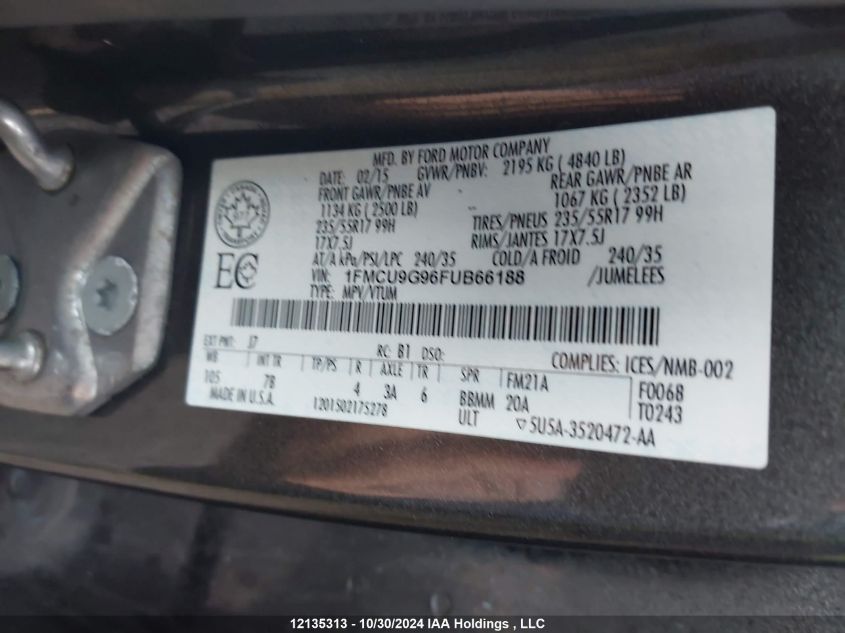 MFD. BY FORD MOTOR COMPANY
DATE: 02/15 GVWR/PNBV: 2195 KG ( 4840 LB)
FRONT GAWR/PNBE AV REAR GAWR/PNBE AR
1134 KG ( 2500 LB) 1067 KG ( 2352 LB)
235/55R17 99H TIRES/PNEUS 235/55R17 99H
17X7.5J RIMS/JANTES 17X7.5J
AT/A kPa/PSI/LPC 240/35 COLD/A FROID 240/35
VIN: 1FMCU9G96FUB66188 /JUMELEES
TYPE: MPV/VTUM
EC
EXT PNT: J7 RC: B1 DSO: COMPLIES: ICES/NMB-002
WB INT TR TP/PS R AXLE TR SPR FM21A F0068
105 7B 4 3A 6 BBMM 20A T0243
MADE IN U.S.A. 1201502175278 ULT ▽5U5A-3520472-AA
12135313 - 10/30/2024 IAA Holdings , LLC